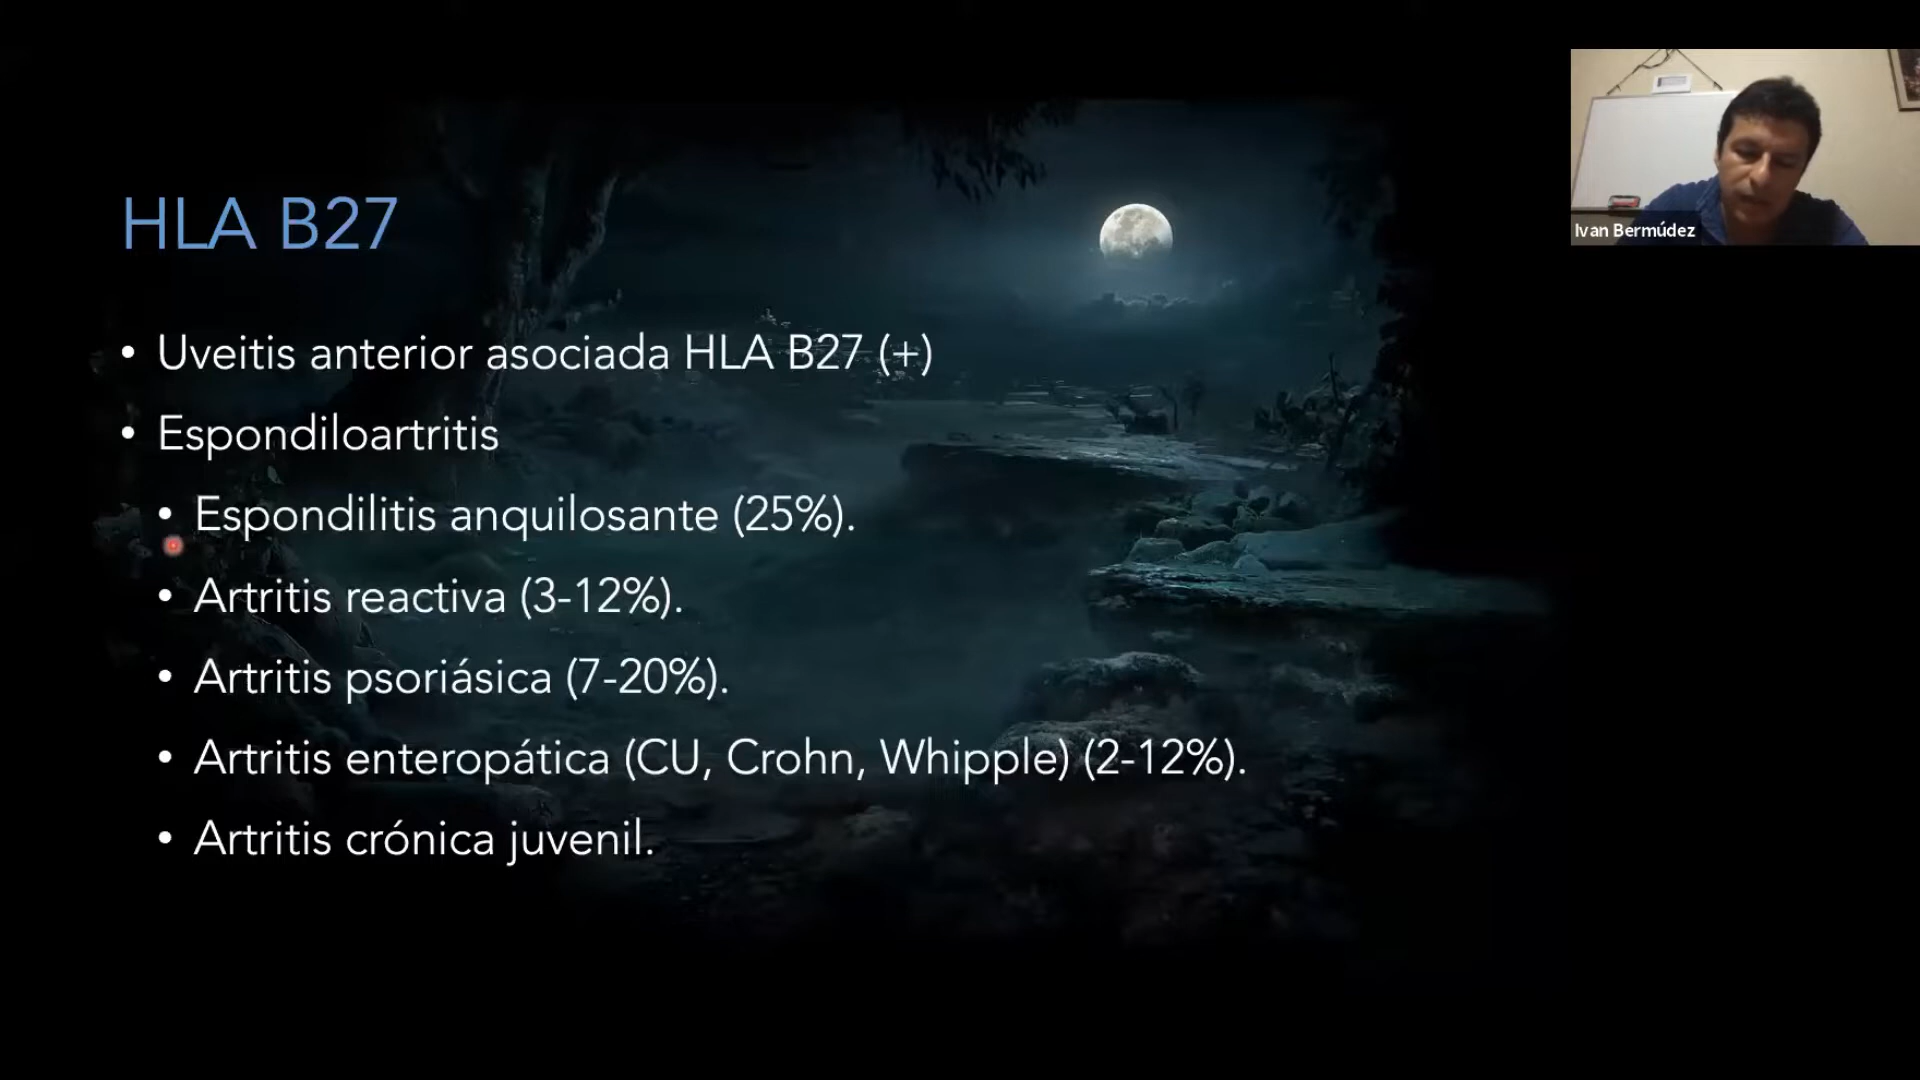 HLA B27
• Uveitis anterior asociada HLA B27 (+)
• Espondiloartritis
• Espondilitis anquilosante (25%).
• Artritis reactiva (3-12%).
• Artritis psoriásica (7-20%).
• Artritis enteropática (CU, Crohn, Whipple) (2-12%).
• Artritis crónica juvenil.
Ivan Bermúdez